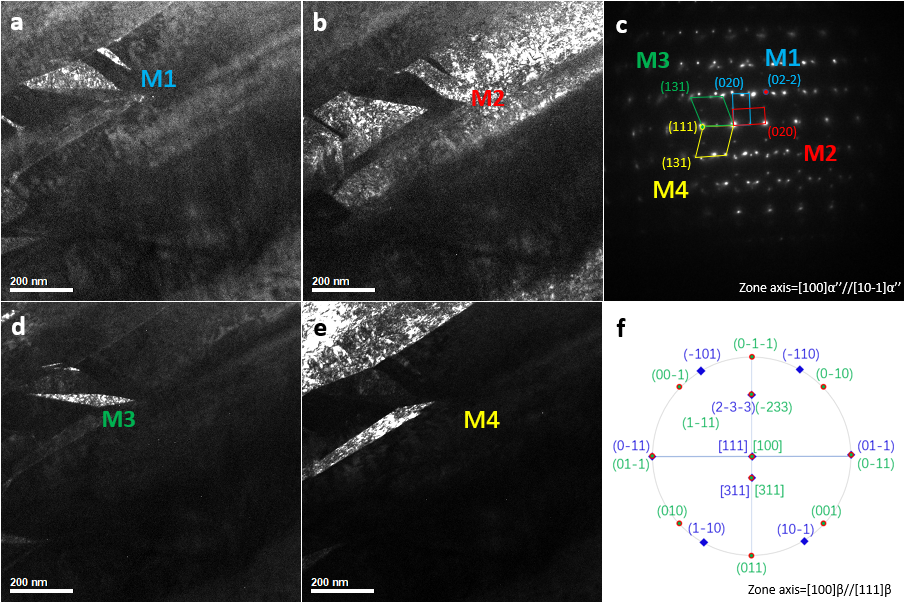 a
M1
200 nm
b
M2
200 nm
c
M3
M1
(020)
(02-2)
(131)
(111)
(020)
(131)
M2
M4
Zone axis=[100]α’’//[10-1]α’’
d
M3
200 nm
e
M4
200 nm
f
(0-1-1)
(-101)
(-110)
(00-1)
(0-10)
(2-3-3)(-233)
(1-11)
(0-11)
[111] [100]
(01-1)
(01-1)
(0-11)
[311] [311]
(010)
(001)
(1-10)
(10-1)
(011)
Zone axis=[100]β//[111]β